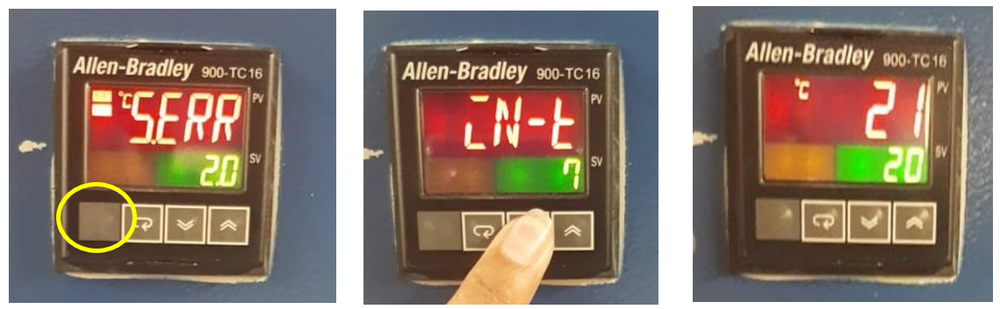 Allen-Bradley 900-TC16
°C S.ERR PV
2.0 SV
Allen-Bradley 900-TC16
IN-t PV
7 SV
Allen-Bradley 900-TC16
°C 21 PV
20 SV